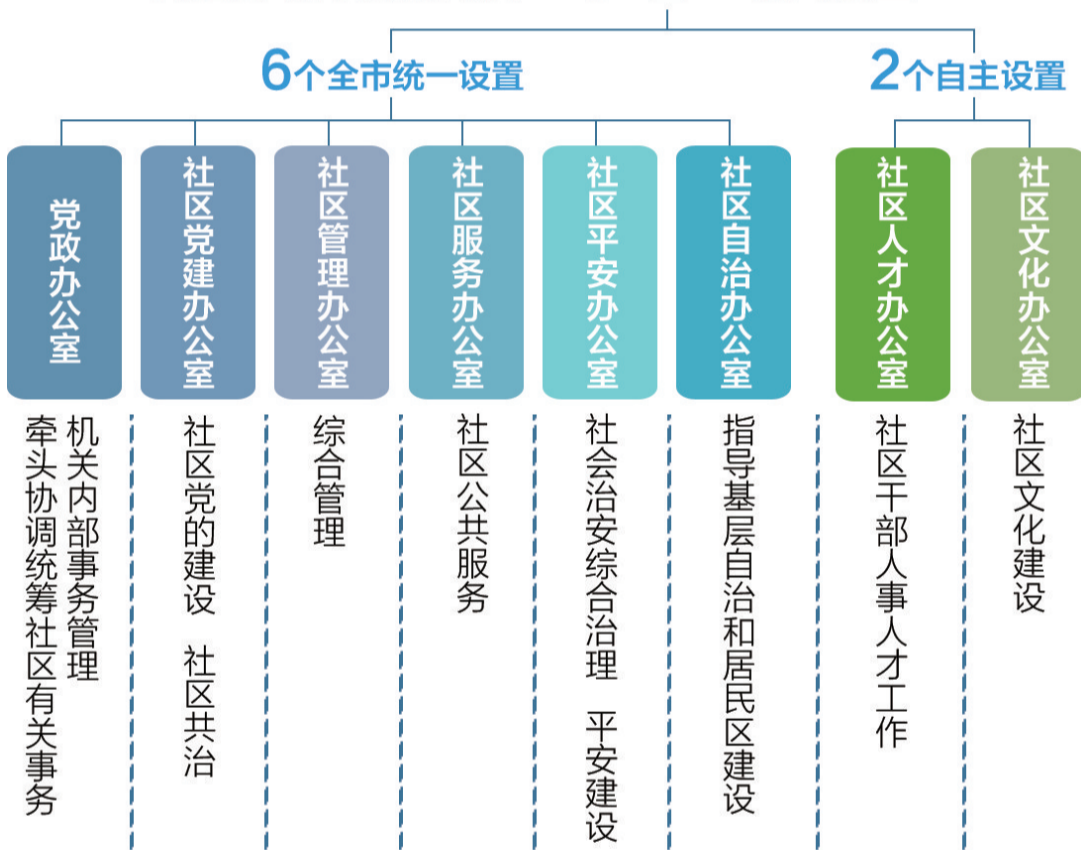 6个全市统一设置
2个自主设置
党政办公室
社区党建办公室
社区管理办公室
社区服务办公室
社区平安办公室
社区自治办公室
社区人才办公室
社区文化办公室
机关内部事务管理
牵头协调统筹社区有关事务
社区党的建设 社区共治
综合管理
社区公共服务
社会治安综合治理 平安建设
指导基层自治和居民区建设
社区干部人事人才工作
社区文化建设